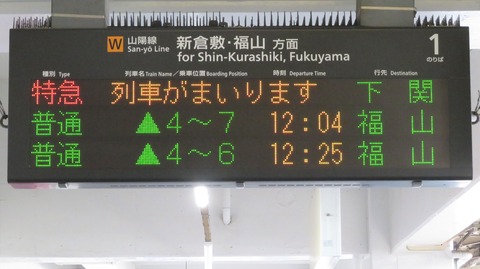 W 山陽線 San-yō Line 新倉敷・福山 方面 for Shin-Kurashiki, Fukuyama 1 のりば
種別 Type 列車名 Train Name／乗車位置 Boarding Position 時刻 Departure Time 行先 Destination
特急 列車がまいります 下関
普通 ▲4～7 12:04 福山
普通 ▲4～6 12:25 福山